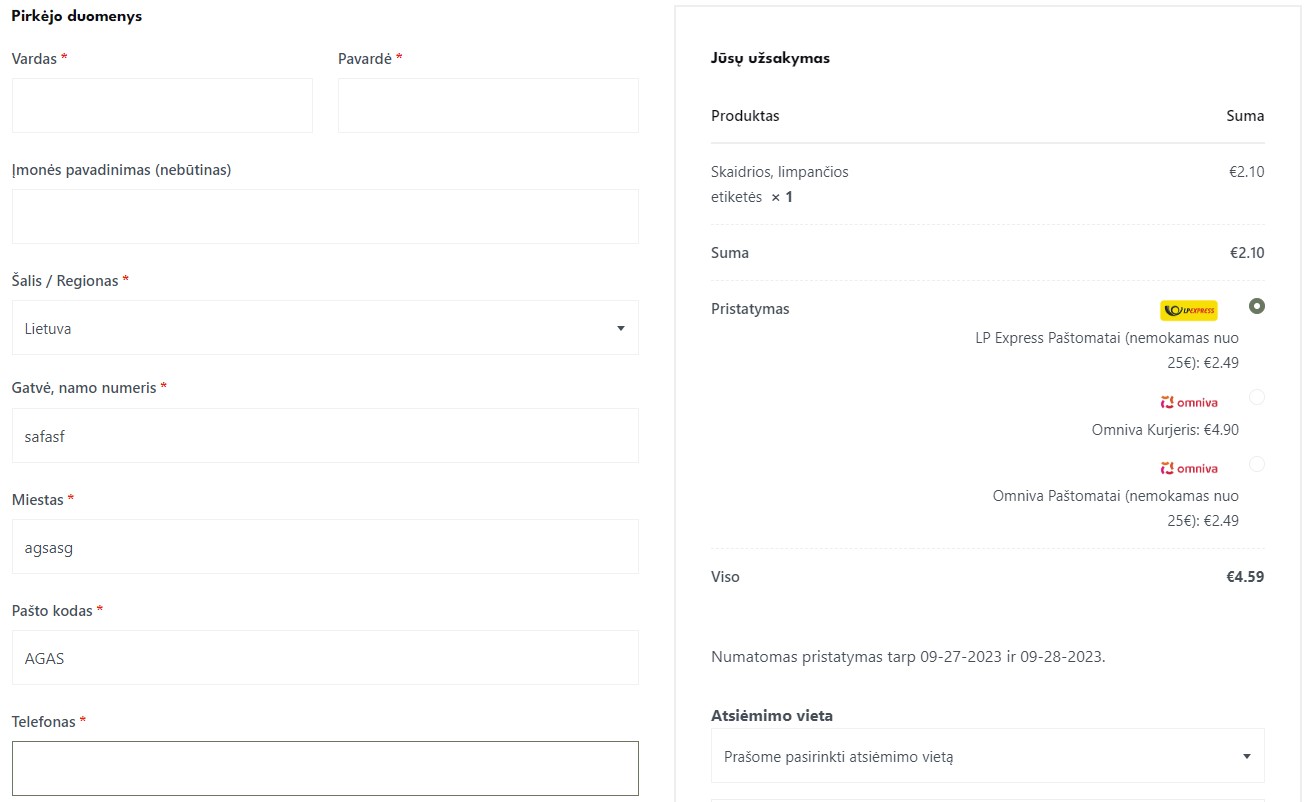 Pirkėjo duomenys
Vardas *
Pavardė *
Įmonės pavadinimas (nebūtinas)
Šalis / Regionas *
Lietuva
Gatvė, namo numeris *
safasf
Miestas *
agsasg
Pašto kodas *
AGAS
Telefonas *
Jūsų užsakymas
Produktas Suma
Skaidrios, limpančios €2.10
etiketės × 1
Suma €2.10
Pristatymas LPEXPRESS
LP Express Paštomatai (nemokamas nuo
25€): €2.49
omniva
Omniva Kurjeris: €4.90
omniva
Omniva Paštomatai (nemokamas nuo
25€): €2.49
Viso €4.59
Numatomas pristatymas tarp 09-27-2023 ir 09-28-2023.
Atsiėmimo vieta
Prašome pasirinkti atsiėmimo vietą